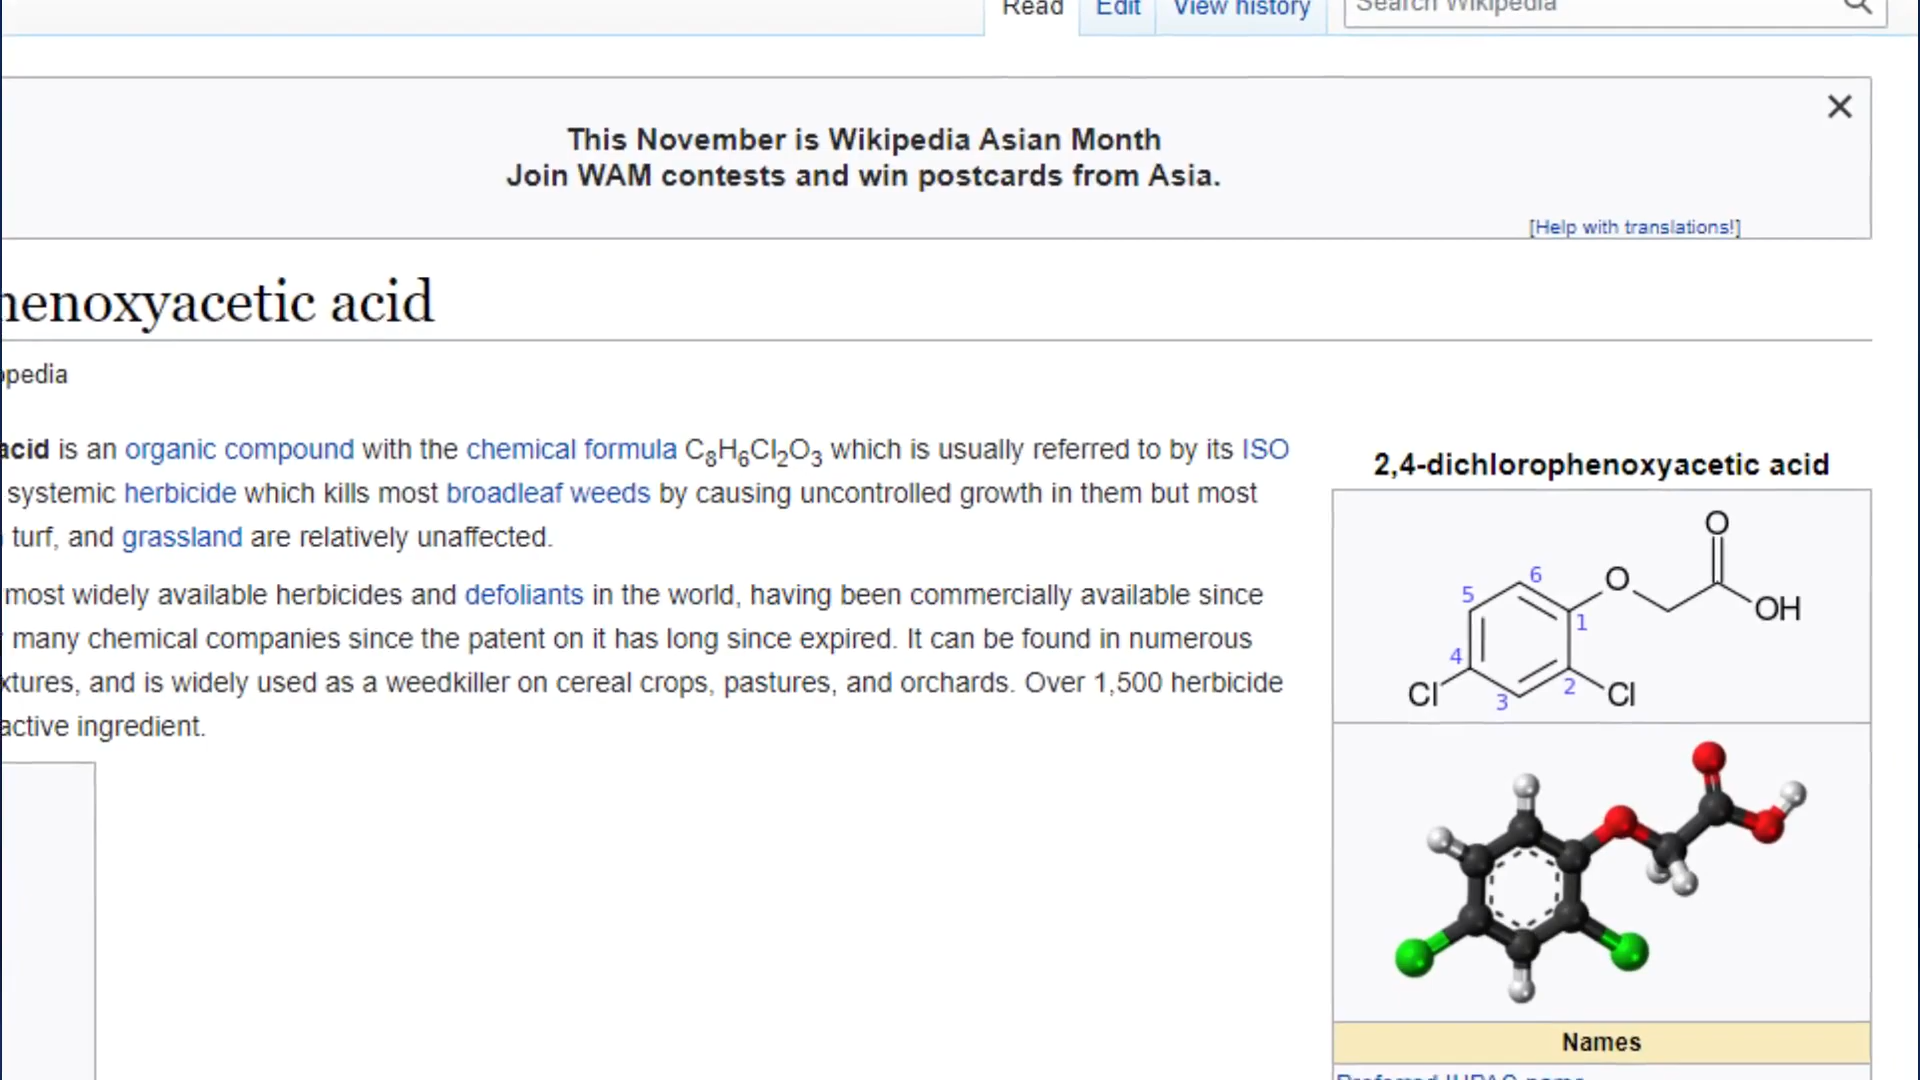 Read Edit View history Search Wikipedia
This November is Wikipedia Asian Month
Join WAM contests and win postcards from Asia.
[Help with translations!]
henoxyacetic acid
opedia
acid is an organic compound with the chemical formula C₈H₆Cl₂O₃ which is usually referred to by its ISO
systemic herbicide which kills most broadleaf weeds by causing uncontrolled growth in them but most
turf, and grassland are relatively unaffected.
most widely available herbicides and defoliants in the world, having been commercially available since
many chemical companies since the patent on it has long since expired. It can be found in numerous
xtures, and is widely used as a weedkiller on cereal crops, pastures, and orchards. Over 1,500 herbicide
active ingredient.
2,4-dichlorophenoxyacetic acid
O
6 O
5
OH
1
4
Cl 3 2 Cl
Names
Preferred IUPAC name